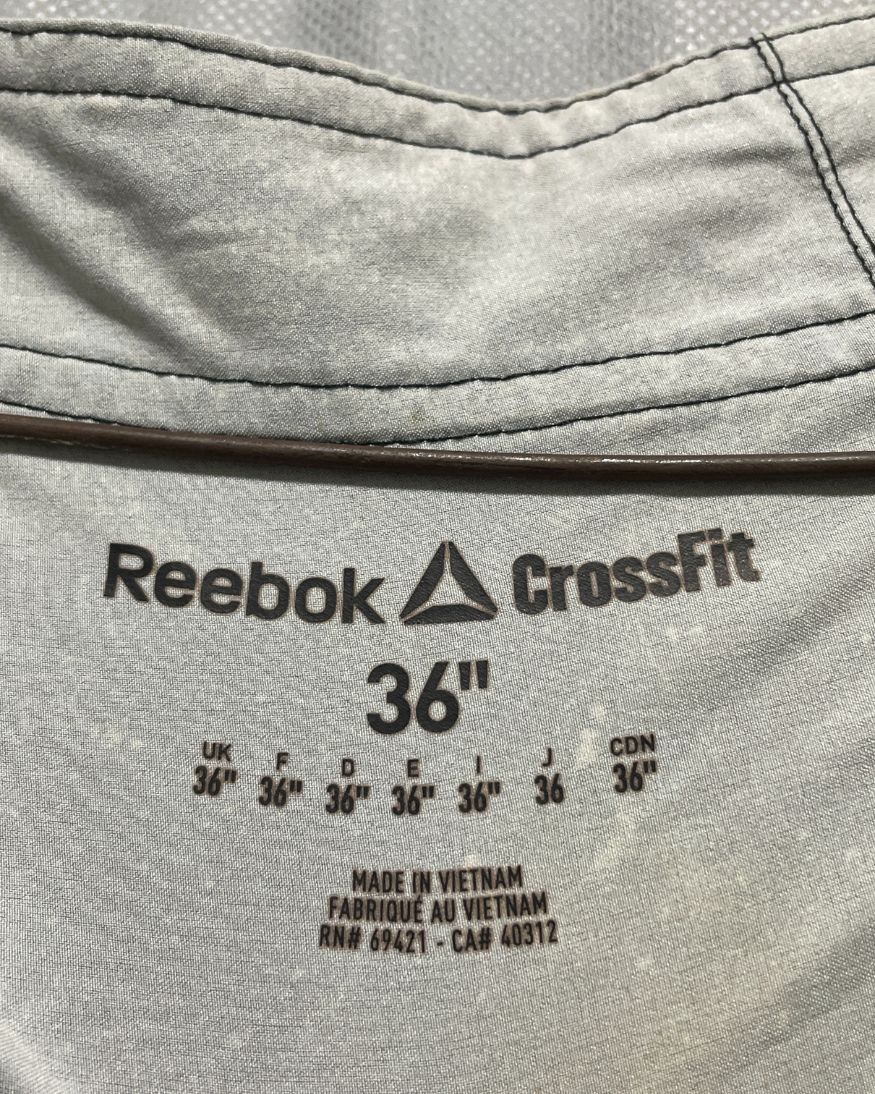 Reebok CrossFit
36"
UK F D E I J CDN
36" 36" 36" 36" 36" 36 36"
MADE IN VIETNAM
FABRIQUÉ AU VIETNAM
RN# 69421 - CA# 40312